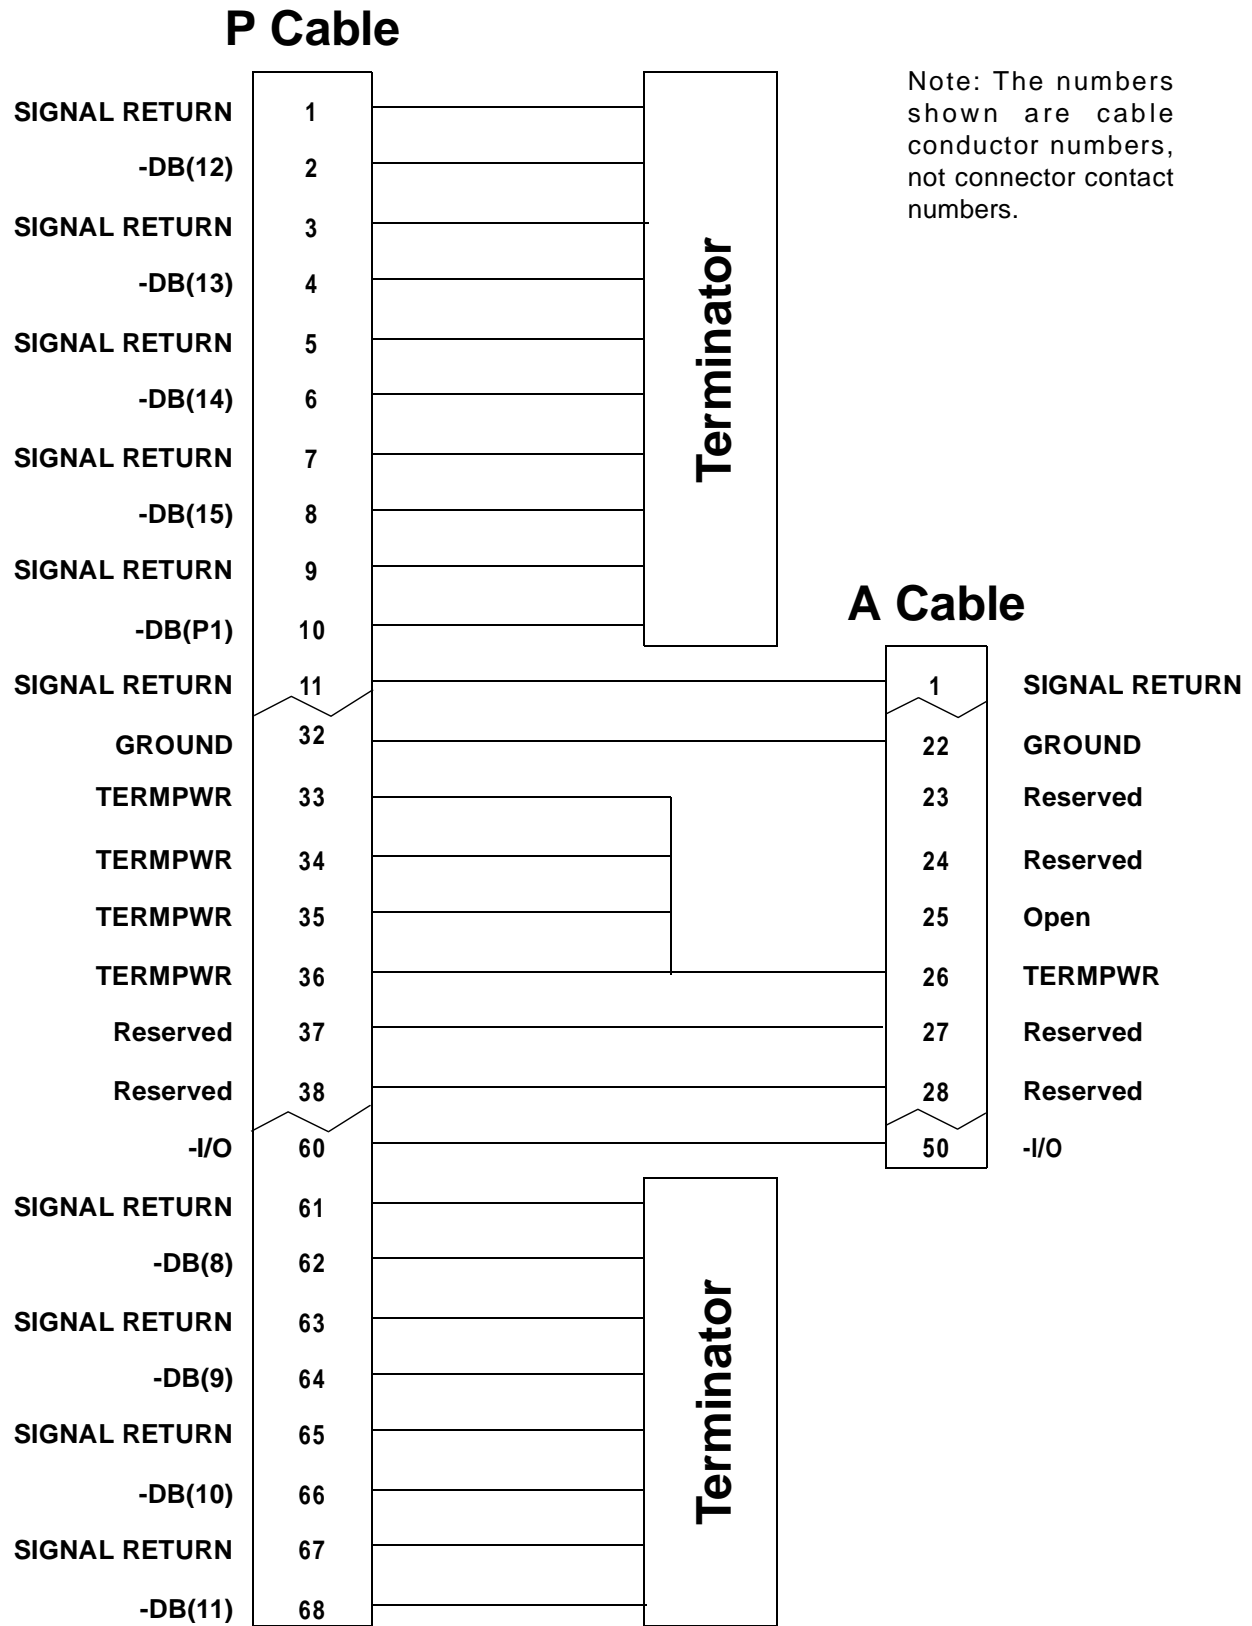 P Cable
Note: The numbers
shown are cable
conductor numbers,
not connector contact
numbers.
SIGNAL RETURN 1
-DB(12) 2
SIGNAL RETURN 3
-DB(13) 4
SIGNAL RETURN 5
-DB(14) 6
SIGNAL RETURN 7
-DB(15) 8
SIGNAL RETURN 9
-DB(P1) 10
Terminator
A Cable
SIGNAL RETURN 11 1 SIGNAL RETURN
GROUND 32 22 GROUND
TERMPWR 33 23 Reserved
TERMPWR 34 24 Reserved
TERMPWR 35 25 Open
TERMPWR 36 26 TERMPWR
Reserved 37 27 Reserved
Reserved 38 28 Reserved
-I/O 60 50 -I/O
SIGNAL RETURN 61
-DB(8) 62
SIGNAL RETURN 63
-DB(9) 64
SIGNAL RETURN 65
-DB(10) 66
SIGNAL RETURN 67
-DB(11) 68
Terminator